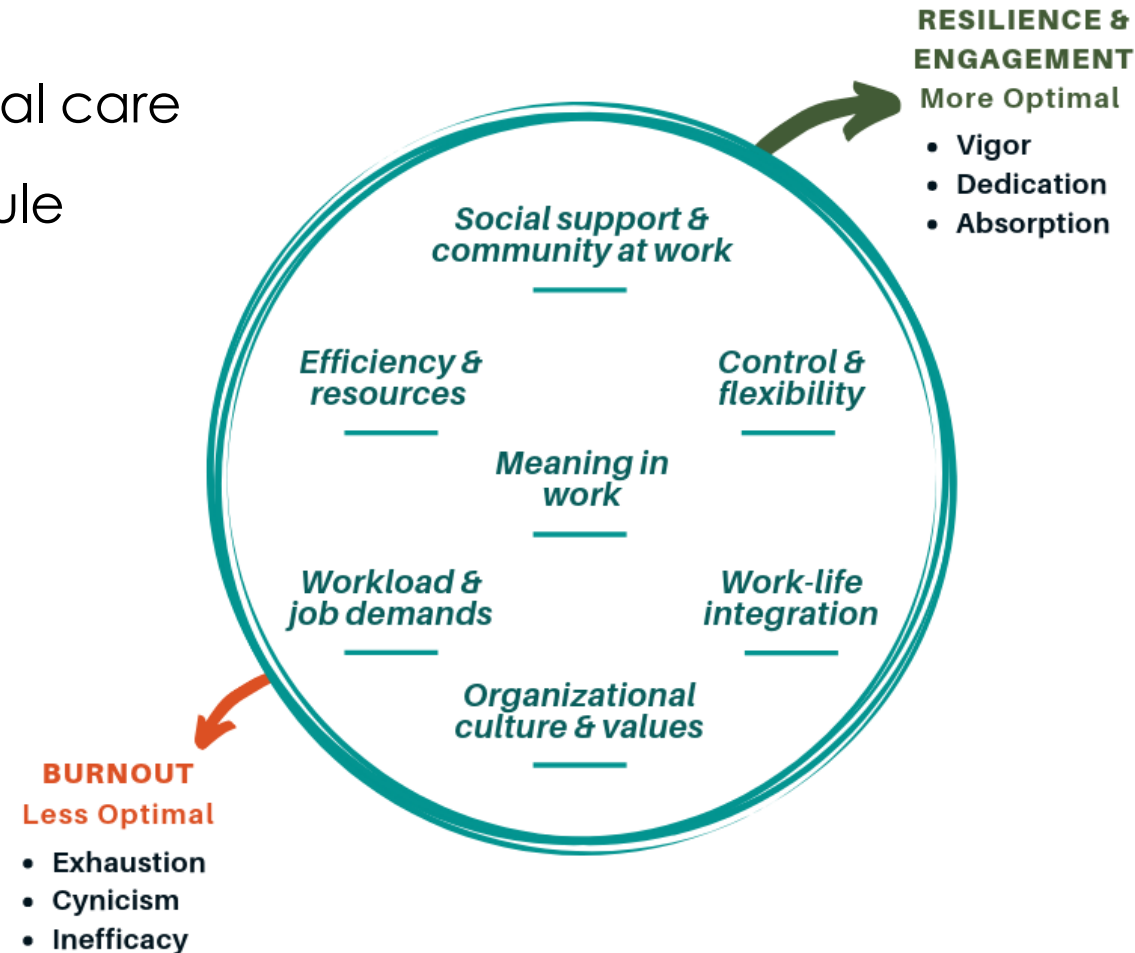 al care
ule
RESILIENCE &
ENGAGEMENT
More Optimal
• Vigor
• Dedication
• Absorption
Social support &
community at work
Efficiency &
resources
Control &
flexibility
Meaning in
work
Workload &
job demands
Work-life
integration
Organizational
culture & values
BURNOUT
Less Optimal
• Exhaustion
• Cynicism
• Inefficacy